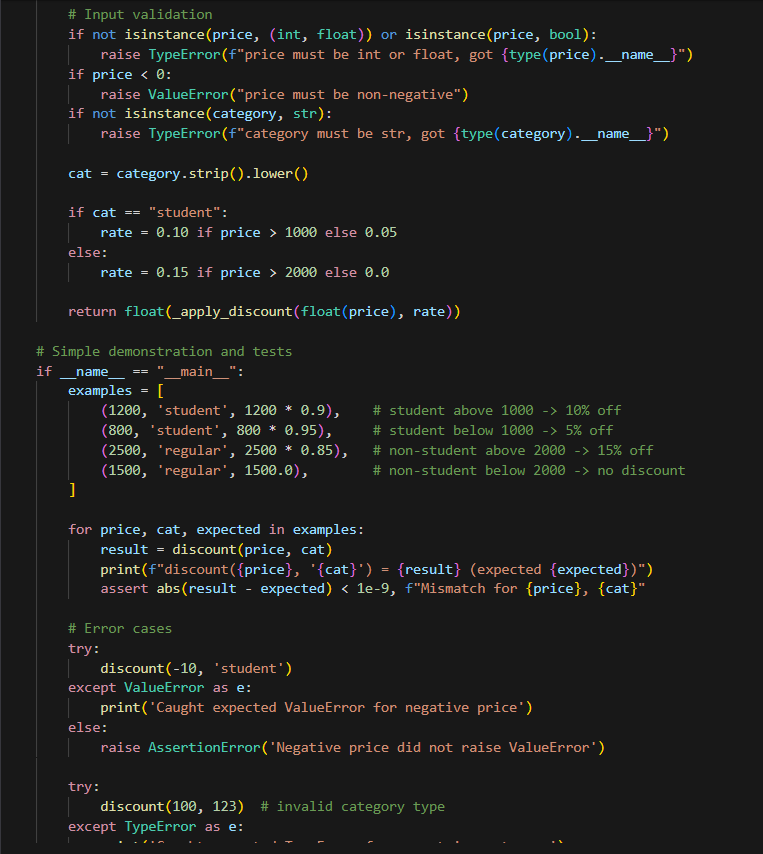 # Input validation
if not isinstance(price, (int, float)) or isinstance(price, bool):
raise TypeError(f"price must be int or float, got {type(price).__name__}")
if price < 0:
raise ValueError("price must be non-negative")
if not isinstance(category, str):
raise TypeError(f"category must be str, got {type(category).__name__}")
cat = category.strip().lower()
if cat == "student":
rate = 0.10 if price > 1000 else 0.05
else:
rate = 0.15 if price > 2000 else 0.0
return float(_apply_discount(float(price), rate))
# Simple demonstration and tests
if __name__ == "__main__":
examples = [
(1200, 'student', 1200 * 0.9),    # student above 1000 -> 10% off
(800, 'student', 800 * 0.95),     # student below 1000 -> 5% off
(2500, 'regular', 2500 * 0.85),   # non-student above 2000 -> 15% off
(1500, 'regular', 1500.0),        # non-student below 2000 -> no discount
]
for price, cat, expected in examples:
result = discount(price, cat)
print(f"discount({price}, '{cat}') = {result} (expected {expected})")
assert abs(result - expected) < 1e-9, f"Mismatch for {price}, {cat}"
# Error cases
try:
discount(-10, 'student')
except ValueError as e:
print('Caught expected ValueError for negative price')
else:
raise AssertionError('Negative price did not raise ValueError')
try:
discount(100, 123)  # invalid category type
except TypeError as e: